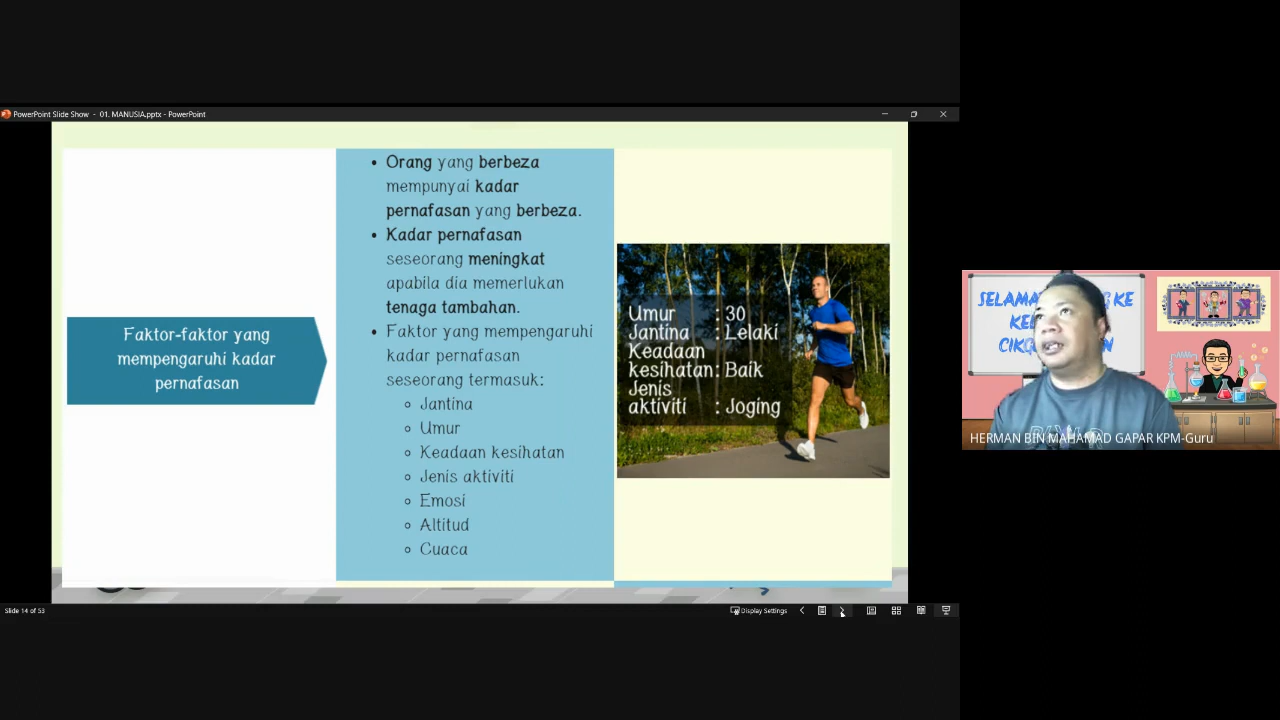 PowerPoint Slide Show - 01. MANUSIA.pptx - PowerPoint
Faktor-faktor yang
mempengaruhi kadar
pernafasan
Orang yang berbeza
mempunyai kadar
pernafasan yang berbeza.
Kadar pernafasan
seseorang meningkat
apabila dia memerlukan
tenaga tambahan.
Faktor yang mempengaruhi
kadar pernafasan
seseorang termasuk:
Jantina
Umur
Keadaan kesihatan
Jenis aktiviti
Emosi
Altitud
Cuaca
Umur : 30
Jantina : Lelaki
Keadaan
kesihatan: Baik
Jenis
aktiviti : Joging
KE
HERMAN BIN MAHAMAD GAPAR KPM-Guru
Slide 14 of 53
Display Settings